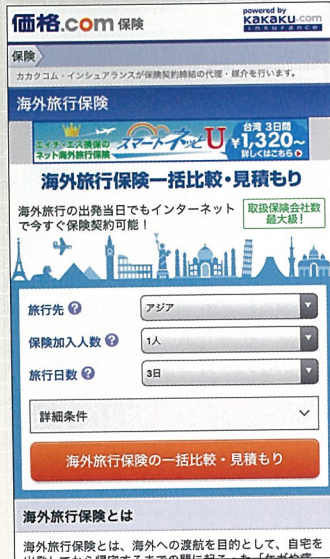 価格.com 保険
powered by
kakaku.com
insurance
保険
カカクコム・インシュアランスが保険契約締結の代理・媒介を行います。
海外旅行保険
エイチ・エス損保の
ネット海外旅行保険
スマートネッとU
台湾 3日間
¥1,320~
詳しくはこちら
海外旅行保険一括比較・見積もり
海外旅行の出発当日でもインターネット
で今すぐ保険契約可能!
取扱保険会社数
最大級!
旅行先 ?
アジア
保険加入人数 ?
1人
旅行日数 ?
3日
詳細条件
海外旅行保険の一括比較・見積もり
海外旅行保険とは
海外旅行保険とは、海外への渡航を目的として、自宅を